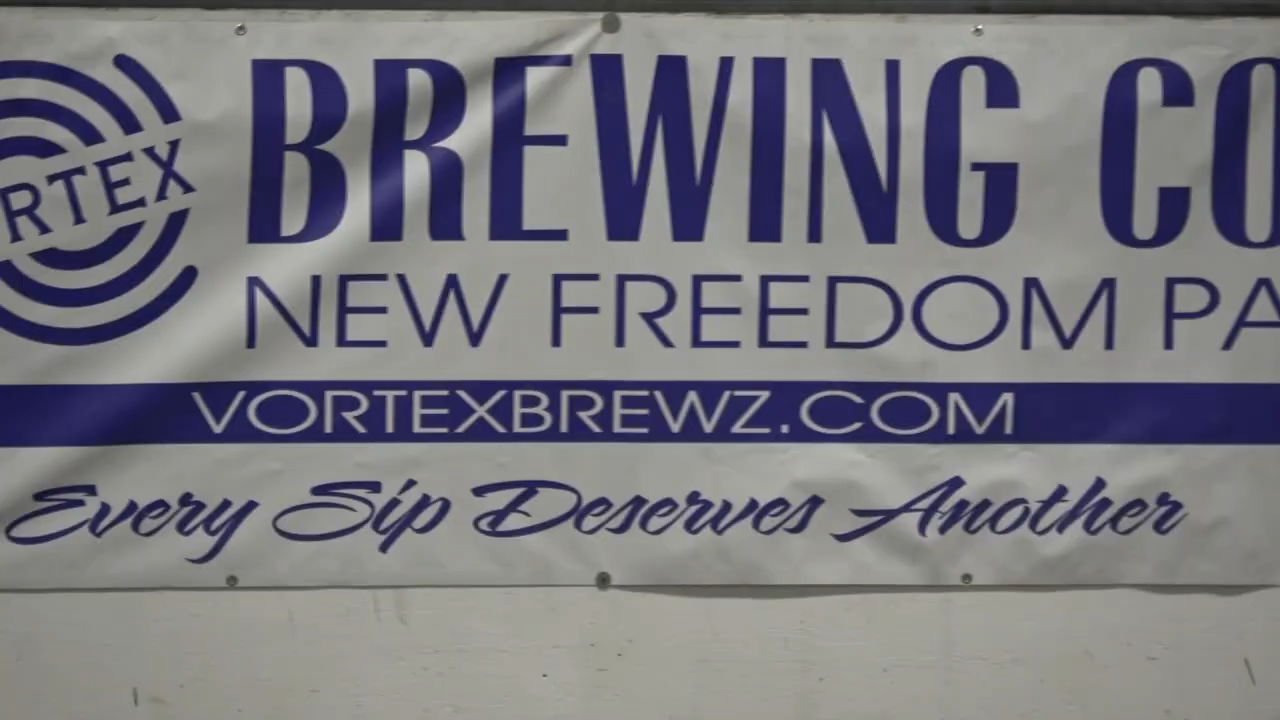 RTEX
BREWING CO
NEW FREEDOM PA
VORTEXBREWZ.COM
Every Sip Deserves Another